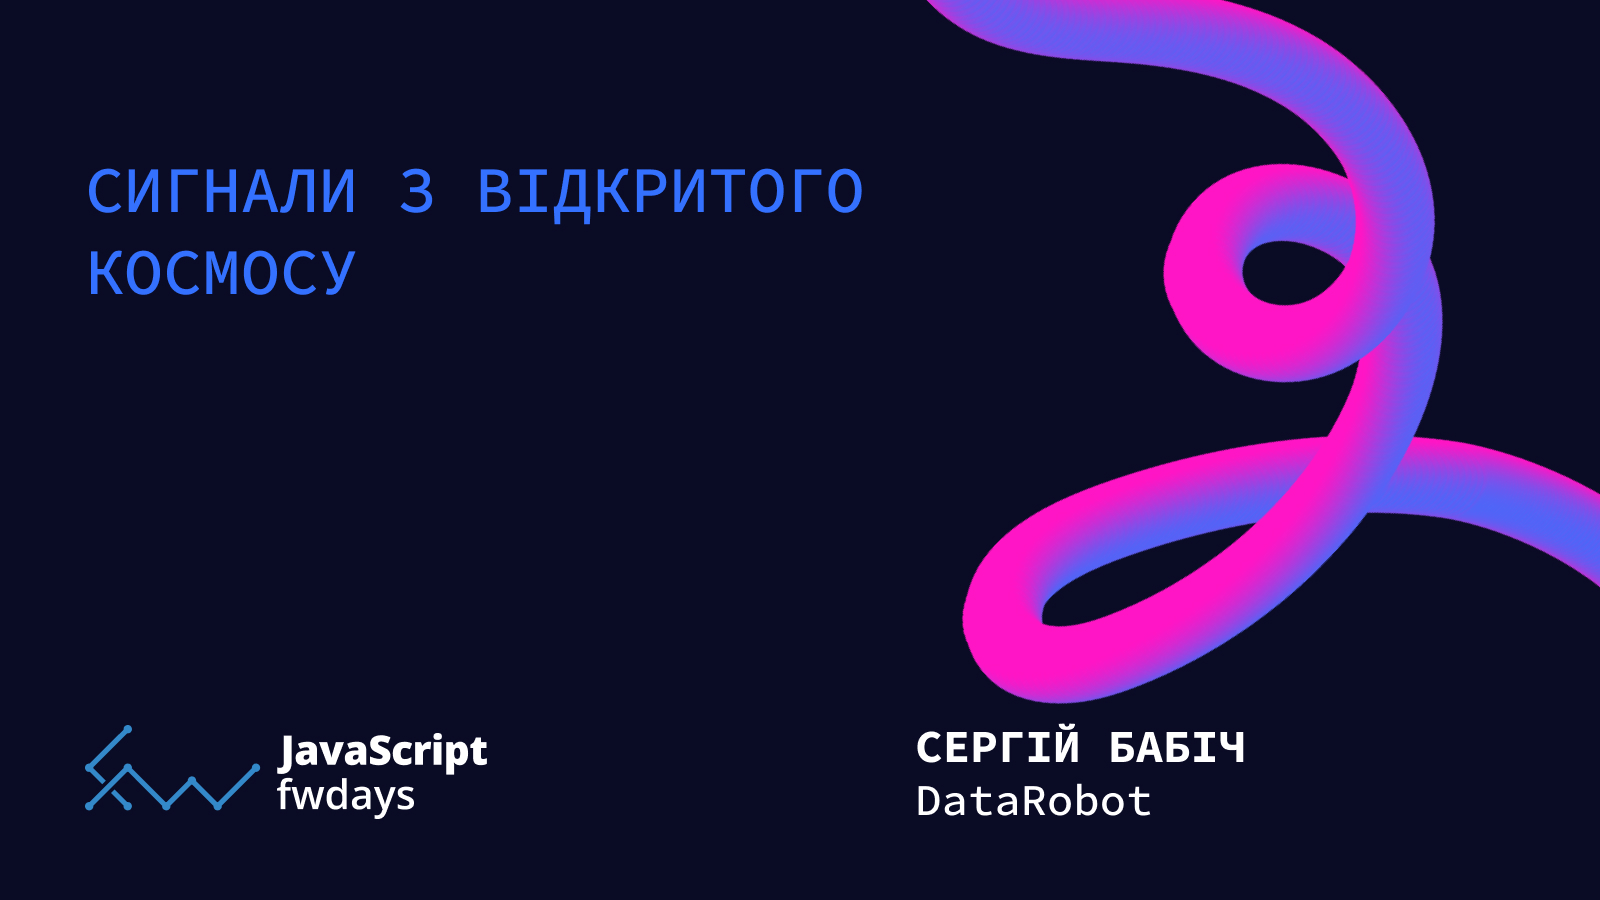 СИГНАЛИ З ВІДКРИТОГО
КОСМОСУ
JavaScript
fwdays
СЕРГІЙ БАБІЧ
DataRobot